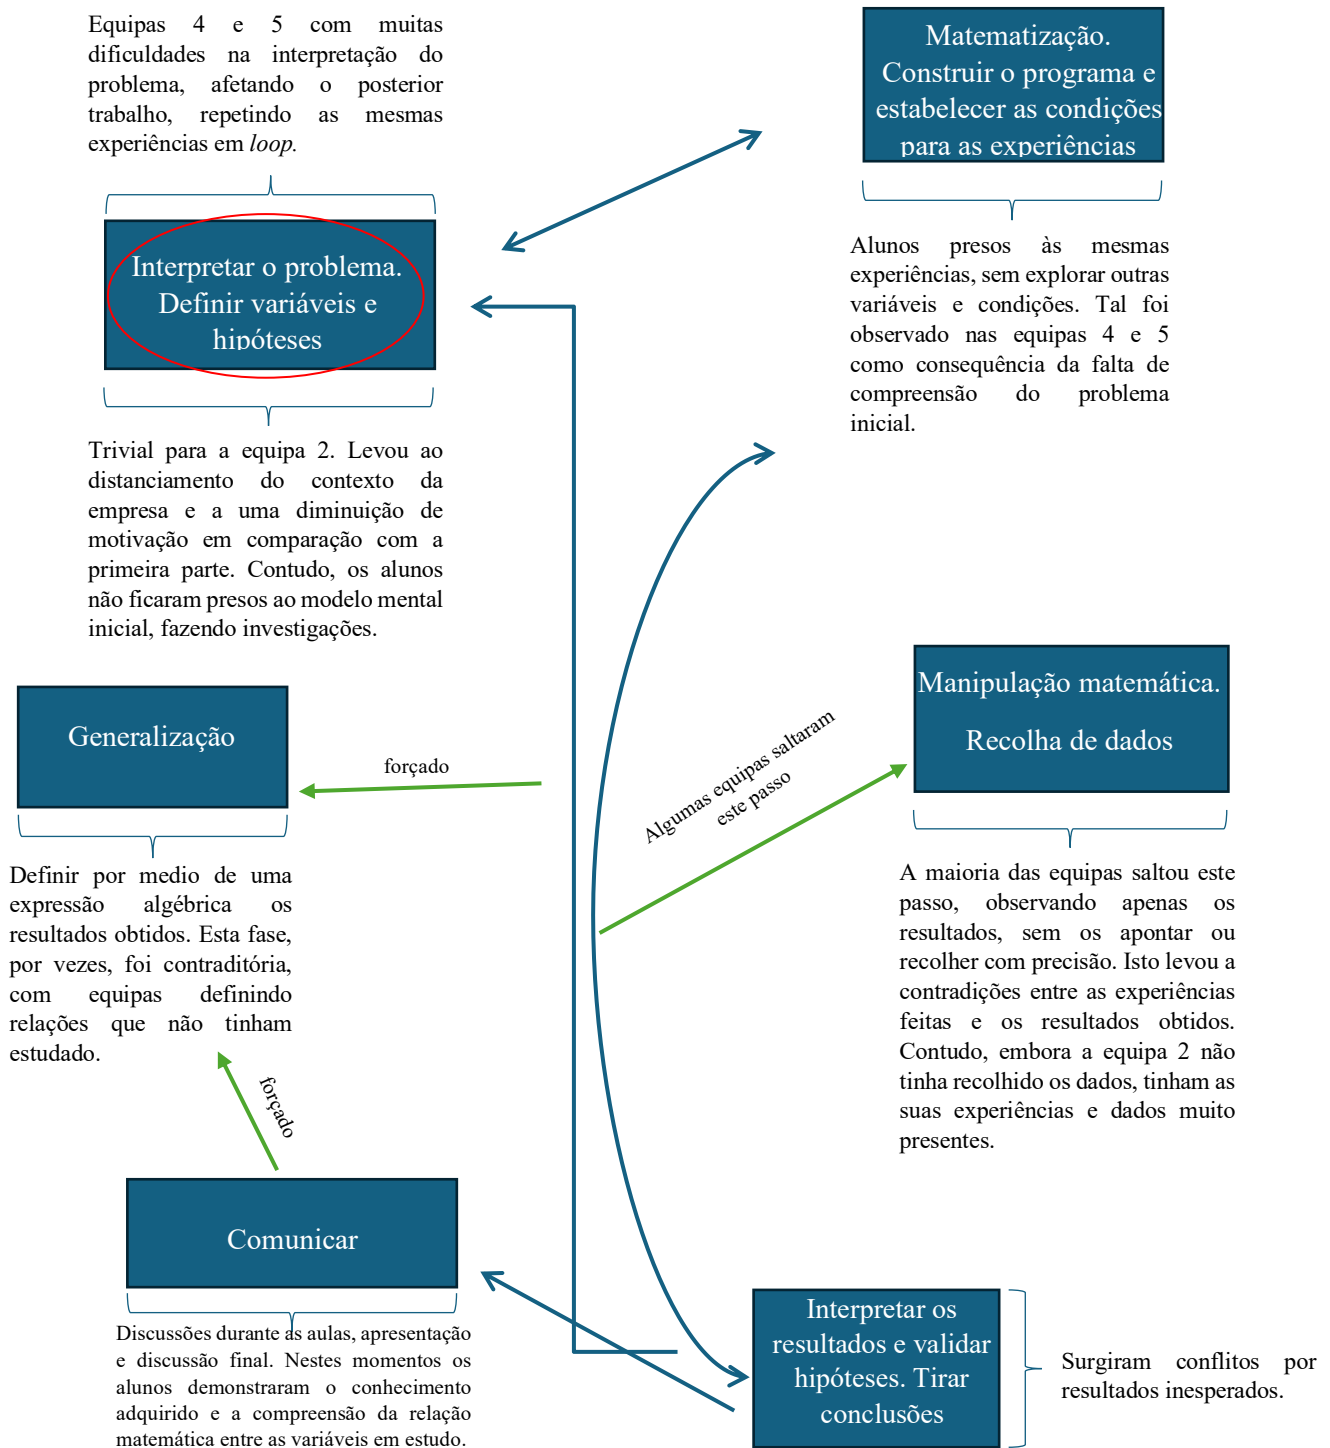 Equipas 4 e 5 com muitas
dificuldades na interpretação do
problema, afetando o posterior
trabalho, repetindo as mesmas
experiências em loop.
Matematização.
Construir o programa e
estabelecer as condições
para as experiências
Interpretar o problema.
Definir variáveis e
hipóteses
Alunos presos às mesmas
experiências, sem explorar outras
variáveis e condições. Tal foi
observado nas equipas 4 e 5
como consequência da falta de
compreensão do problema
inicial.
Trivial para a equipa 2. Levou ao
distanciamento do contexto da
empresa e a uma diminuição de
motivação em comparação com a
primeira parte. Contudo, os alunos
não ficaram presos ao modelo mental
inicial, fazendo investigações.
Generalização
forçado
Algumas equipas saltaram
este passo
Manipulação matemática.
Recolha de dados
Definir por medio de uma
expressão algébrica os
resultados obtidos. Esta fase,
por vezes, foi contraditória,
com equipas definindo
relações que não tinham
estudado.
A maioria das equipas saltou este
passo, observando apenas os
resultados, sem os apontar ou
recolher com precisão. Isto levou a
contradições entre as experiências
feitas e os resultados obtidos.
Contudo, embora a equipa 2 não
tinha recolhido os dados, tinham as
suas experiências e dados muito
presentes.
forçado
Comunicar
Discussões durante as aulas, apresentação
e discussão final. Nestes momentos os
alunos demonstraram o conhecimento
adquirido e a compreensão da relação
matemática entre as variáveis em estudo.
Interpretar os
resultados e validar
hipóteses. Tirar
conclusões
Surgiram conflitos por
resultados inesperados.